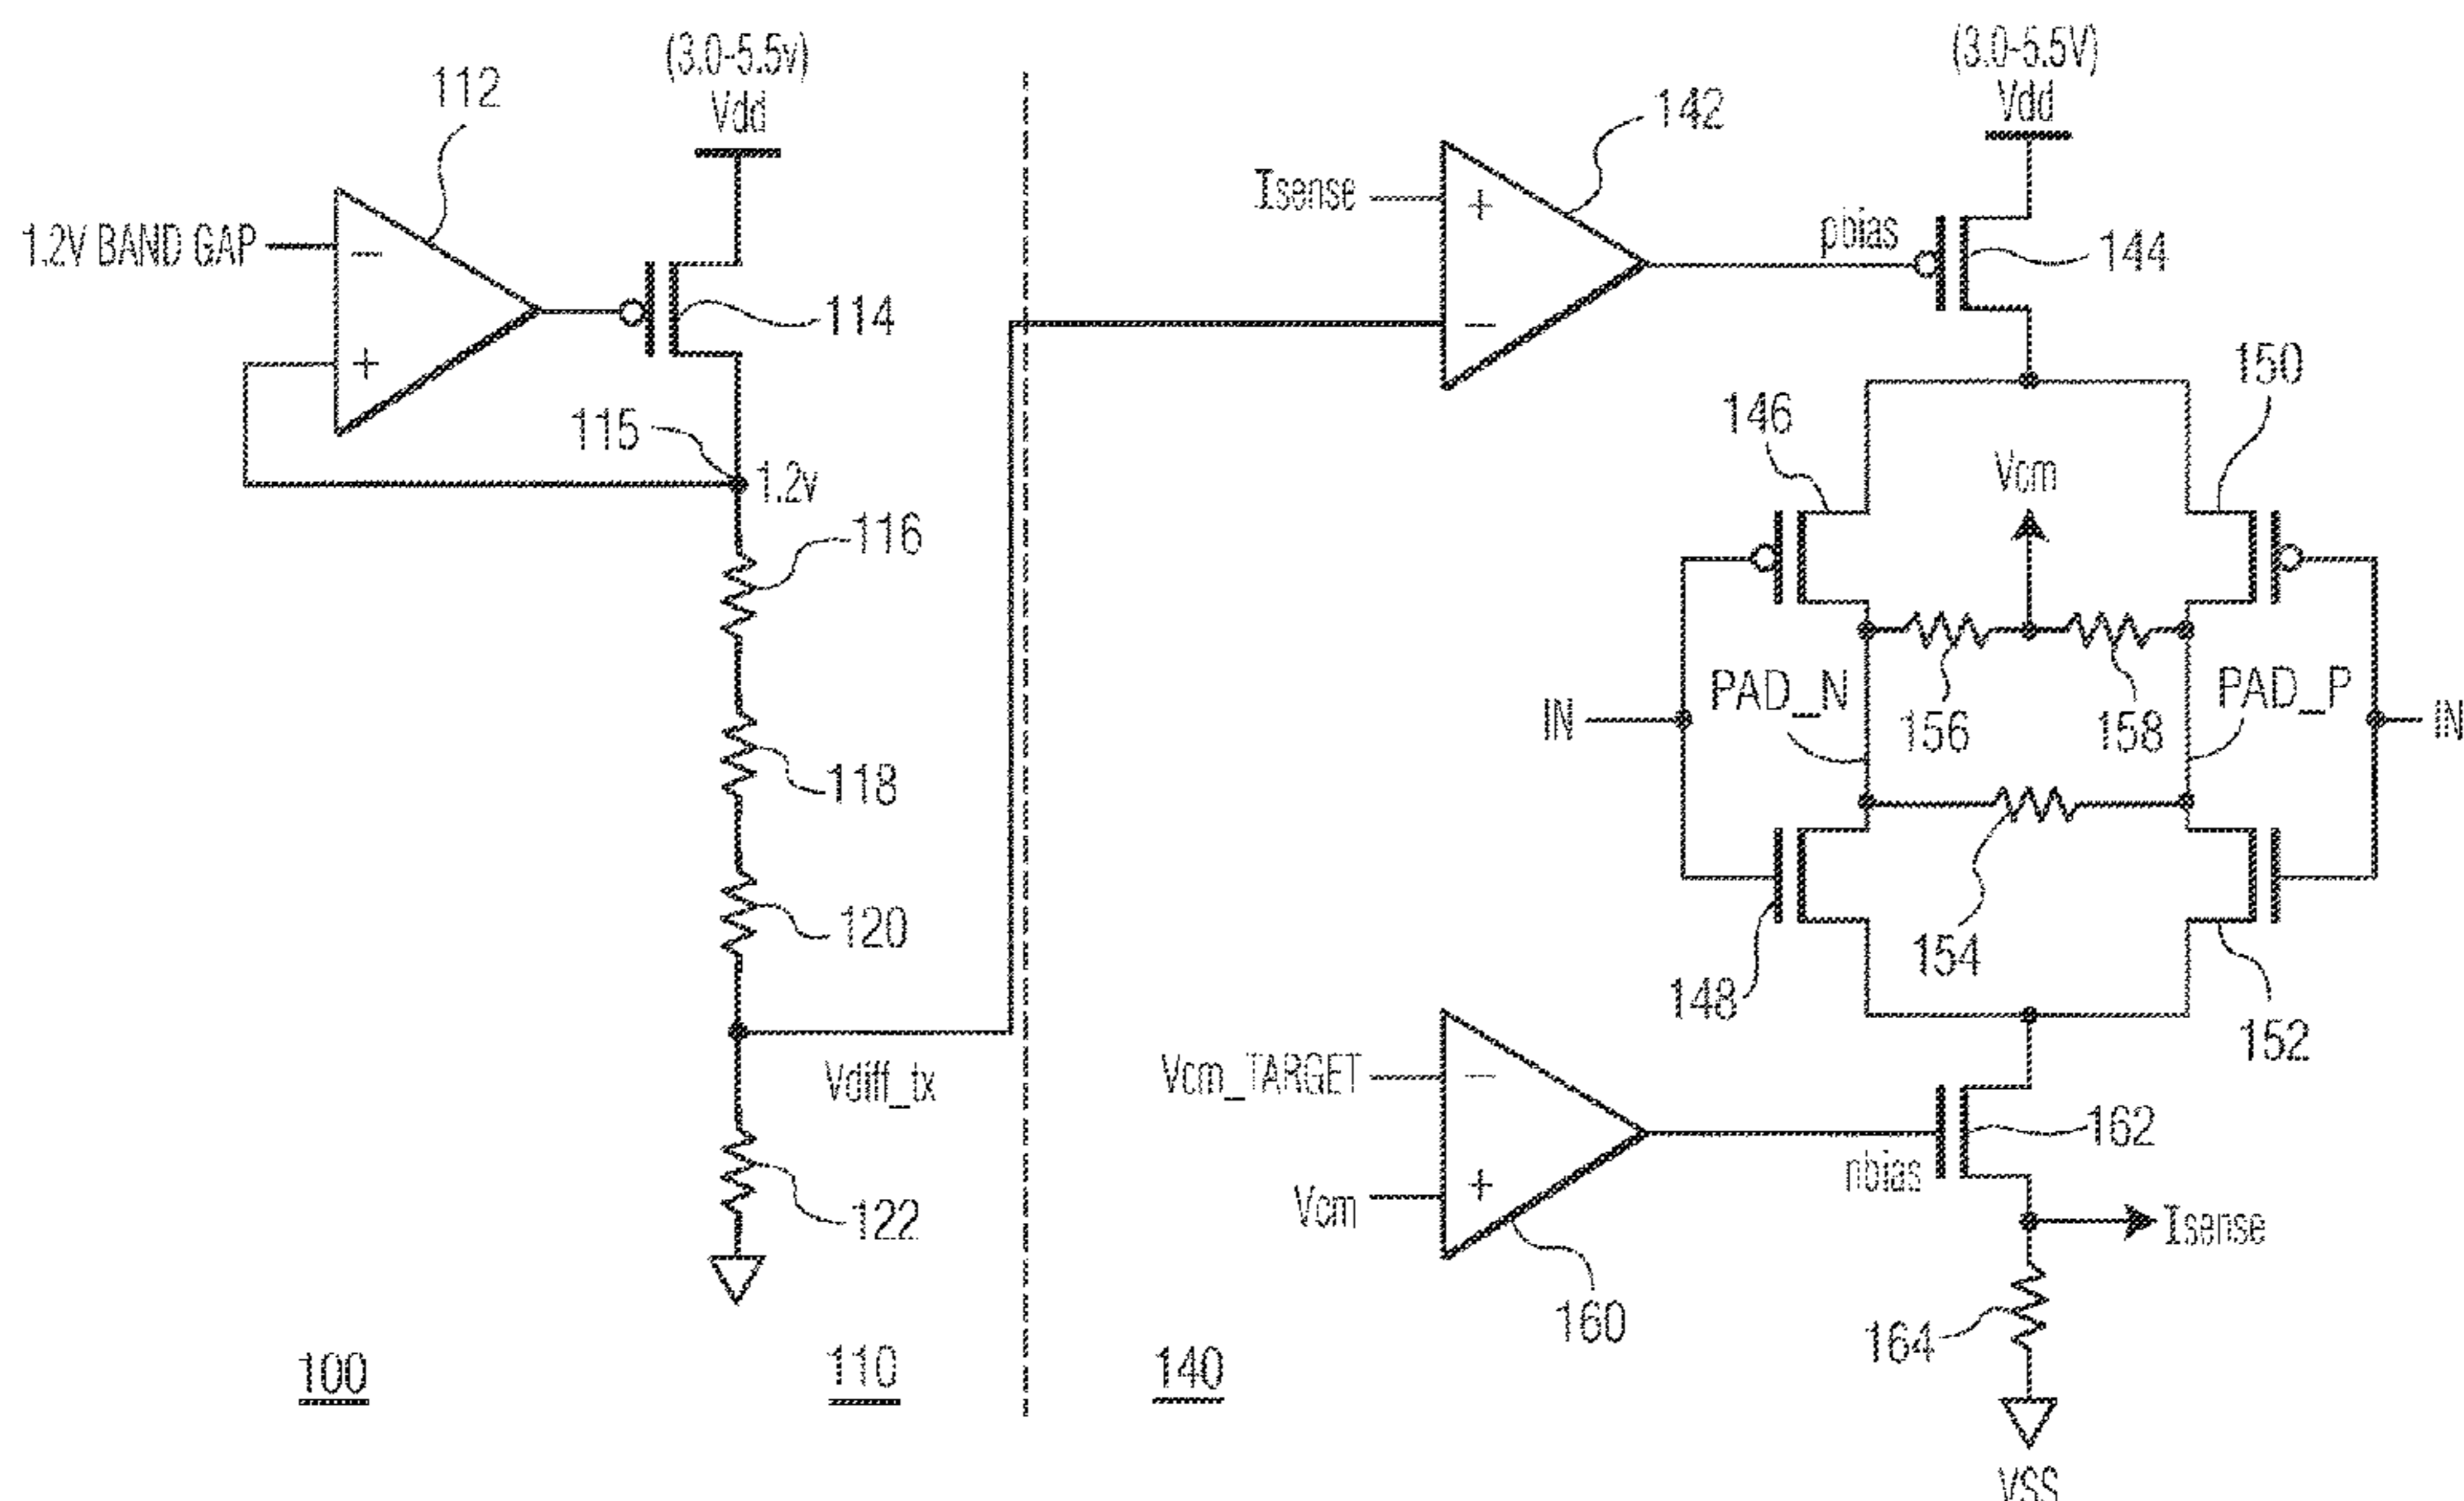 (3.0-5.5v)
Vdd
112
1.2V BAND GAP
−
+
114
115
1.2v
116
118
120
Vdiff_tx
122
100
110
(3.0-5.5V)
Vdd
142
Isense
+
−
pbias
144
150
146
Vcm
PAD_N
PAD_P
156
158
IN
IN
154
148
152
Vcm_TARGET
−
Vcm
+
nbias
162
160
Isense
164
140
VSS